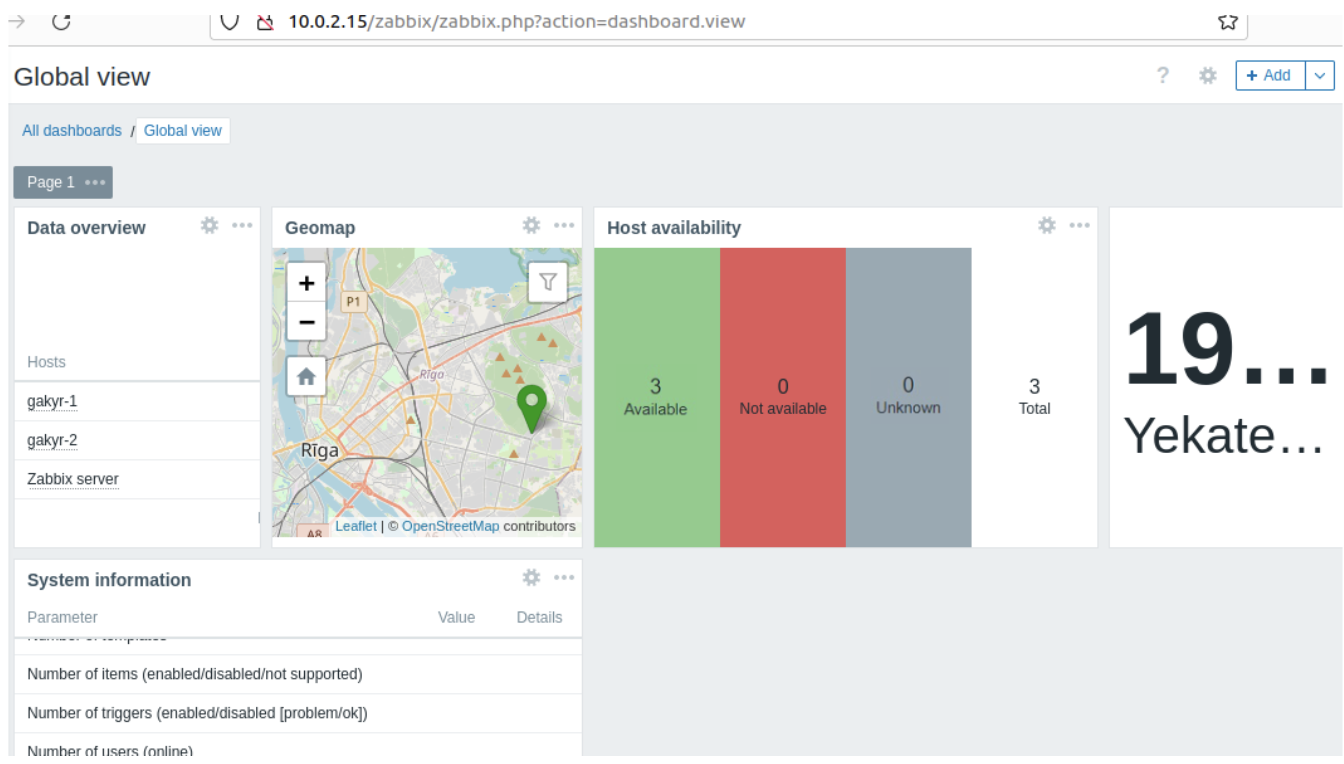 10.0.2.15/zabbix/zabbix.php?action=dashboard.view
Global view
? + Add
All dashboards / Global view
Page 1
Data overview
Hosts
gakyr-1
gakyr-2
Zabbix server
Geomap
+
P1
−
Rīga
Rīga
A8
Leaflet | © OpenStreetMap contributors
Host availability
3
Available
0
Not available
0
Unknown
3
Total
19...
Yekate...
System information
Parameter Value Details
Number of templates
Number of items (enabled/disabled/not supported)
Number of triggers (enabled/disabled [problem/ok])
Number of users (online)